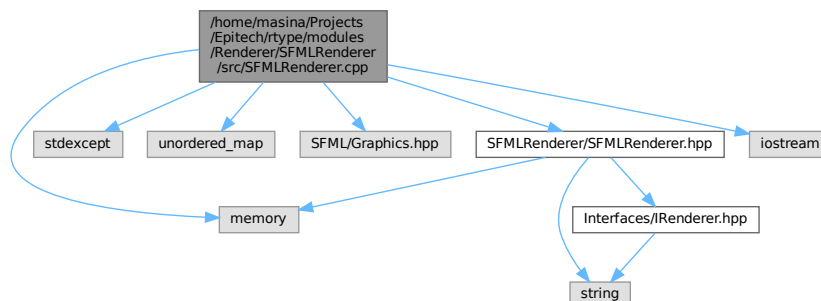 /home/masina/Projects
/Epitech/rtype/modules
/Renderer/SFMLRenderer
/src/SFMLRenderer.cpp
stdexcept
unordered_map
SFML/Graphics.hpp
SFMLRenderer/SFMLRenderer.hpp
iostream
memory
Interfaces/IRenderer.hpp
string